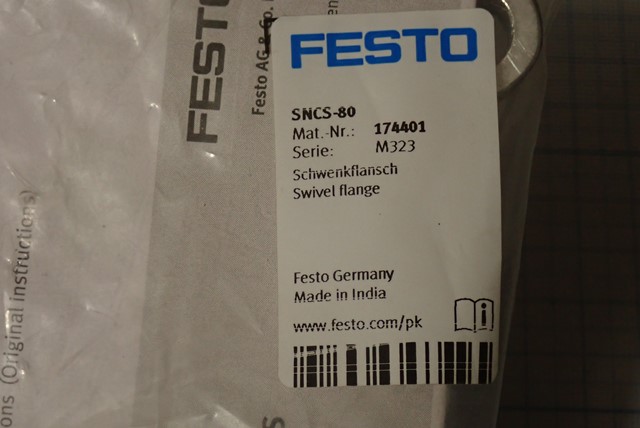 FESTO
SNCS-80
Mat.-Nr.: 174401
Serie: M323
Schwenkflansch
Swivel flange
Festo Germany
Made in India
www.festo.com/pk
FESTO
Festo AG & Co.
(Original instructions)